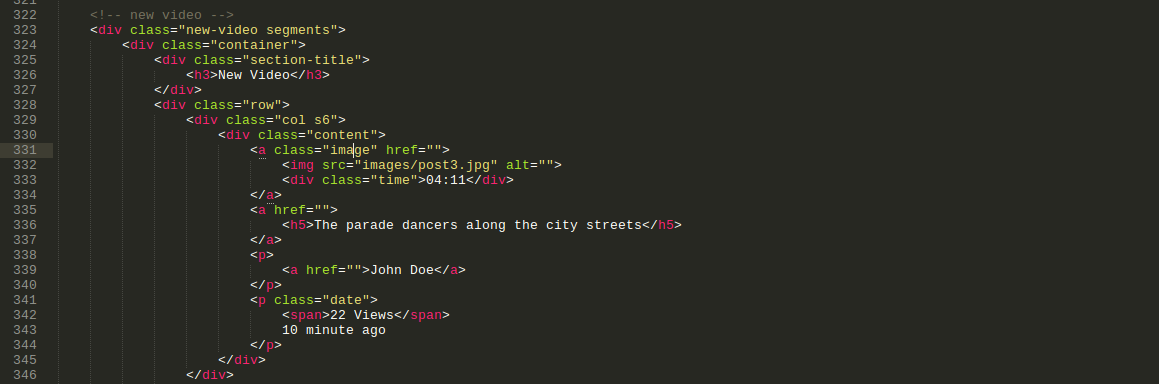 321
322 <!-- new video -->
323 <div class="new-video segments">
324 <div class="container">
325 <div class="section-title">
326 <h3>New Video</h3>
327 </div>
328 <div class="row">
329 <div class="col s6">
330 <div class="content">
331 <a class="image" href="">
332 <img src="images/post3.jpg" alt="">
333 <div class="time">04:11</div>
334 </a>
335 <a href="">
336 <h5>The parade dancers along the city streets</h5>
337 </a>
338 <p>
339 <a href="">John Doe</a>
340 </p>
341 <p class="date">
342 <span>22 Views</span>
343 10 minute ago
344 </p>
345 </div>
346 </div>